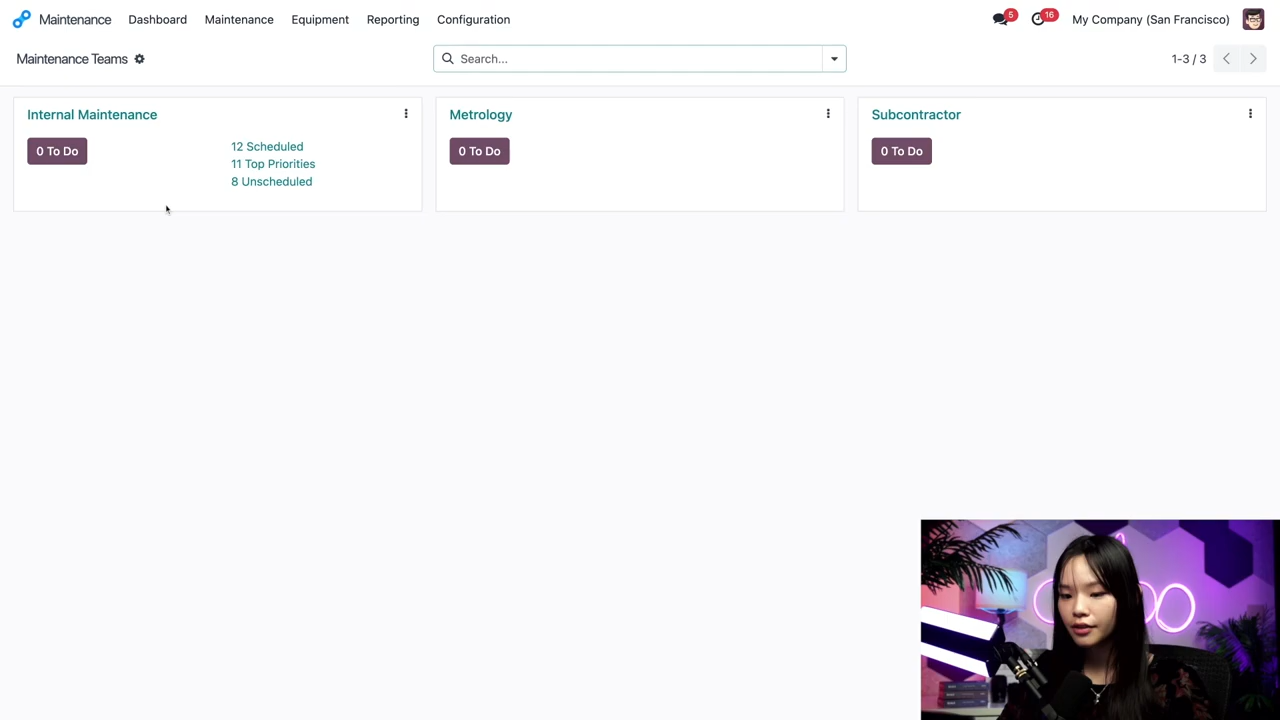 Maintenance Dashboard Maintenance Equipment Reporting Configuration 5 16 My Company (San Francisco)
Maintenance Teams Search... 1-3 / 3
Internal Maintenance
0 To Do
12 Scheduled
11 Top Priorities
8 Unscheduled
Metrology
0 To Do
Subcontractor
0 To Do